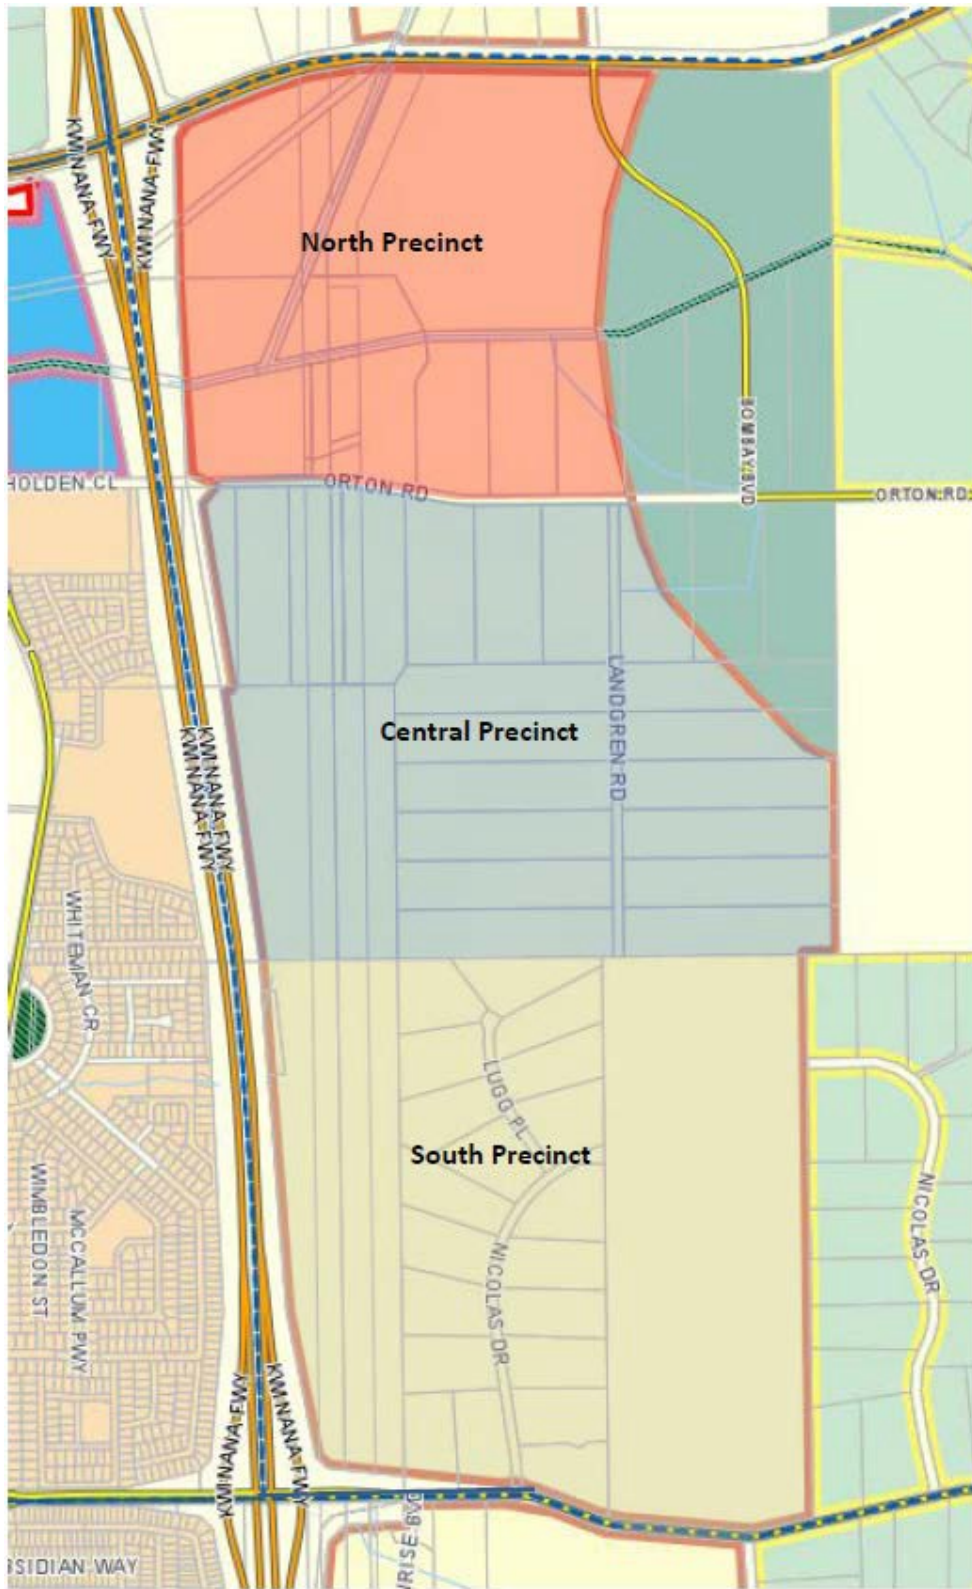 KWINANA FWY
KWINANA FWY
North Precinct
BOMBAY BVD
HOLDEN CL
ORTON RD
ORTON RD
LANDGREN RD
Central Precinct
KWINANA FWY
KWINANA FWY
WHITEMAN CR
LUGG PL
South Precinct
WIMBLEDON ST
MCCALLUM PWY
NICOLAS DR
NICOLAS DR
KWINANA FWY
KWINANA FWY
RISE BV
SSIDIAN WAY